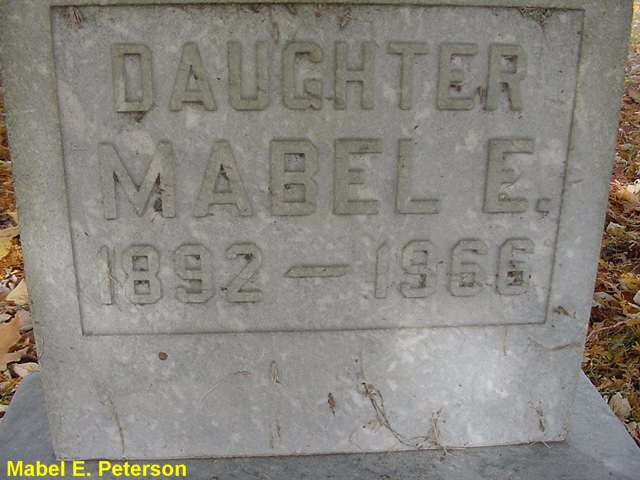 DAUGHTER
MABEL E.
1892 — 1966
Mabel E. Peterson